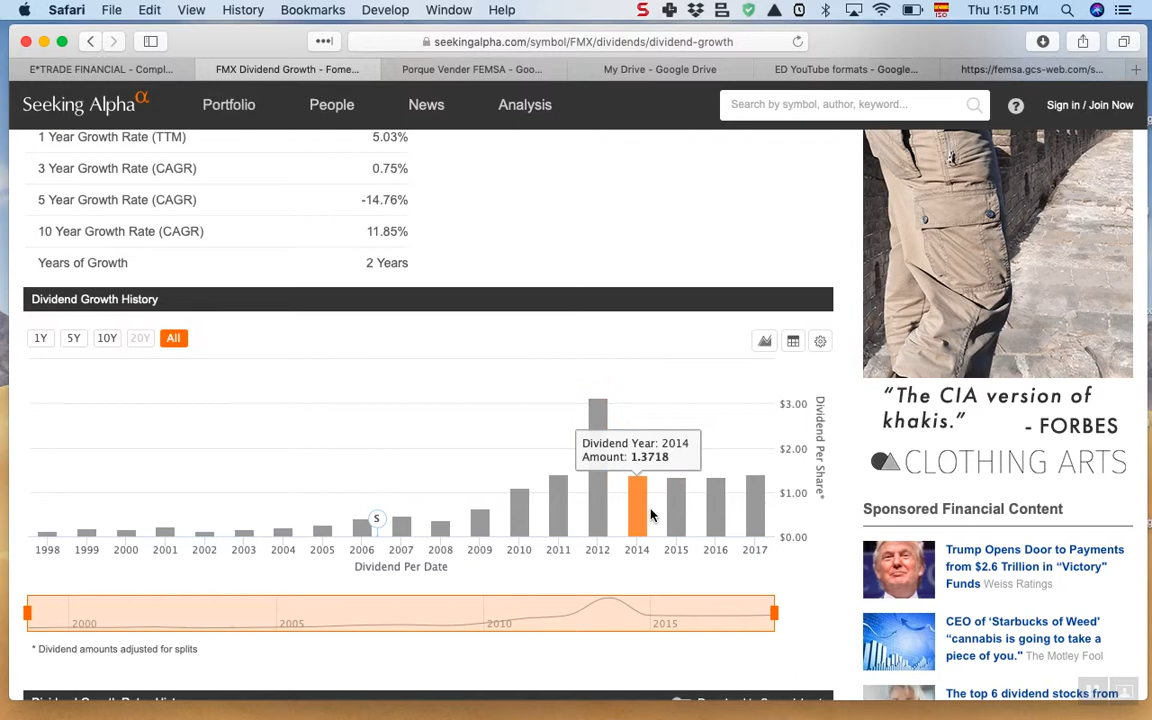 Safari File Edit View History Bookmarks Develop Window Help Thu 1:51 PM
seekingalpha.com/symbol/FMX/dividends/dividend-growth
E*TRADE FINANCIAL - Compl... FMX Dividend Growth - Fome... Porque Vender FEMSA - Goo... My Drive - Google Drive ED YouTube formats - Google... https://femsa.gcs-web.com/s...
Seeking Alpha α Portfolio People News Analysis Search by symbol, author, keyword... ? Sign in / Join Now
1 Year Growth Rate (TTM) 5.03%
3 Year Growth Rate (CAGR) 0.75%
5 Year Growth Rate (CAGR) -14.76%
10 Year Growth Rate (CAGR) 11.85%
Years of Growth 2 Years
Dividend Growth History
1Y 5Y 10Y 20Y All
$3.00
$2.00
$1.00
$0.00
Dividend Per Share*
Dividend Year: 2014
Amount: 1.3718
S
1998 1999 2000 2001 2002 2003 2004 2005 2006 2007 2008 2009 2010 2011 2012 2014 2015 2016 2017
Dividend Per Date
2000 2005 2010 2015
* Dividend amounts adjusted for splits
"The CIA version of
khakis."
- FORBES
CLOTHING ARTS
Sponsored Financial Content
Trump Opens Door to Payments
from $2.6 Trillion in "Victory"
Funds Weiss Ratings
CEO of 'Starbucks of Weed'
"cannabis is going to take a
piece of you." The Motley Fool
The top 6 dividend stocks from